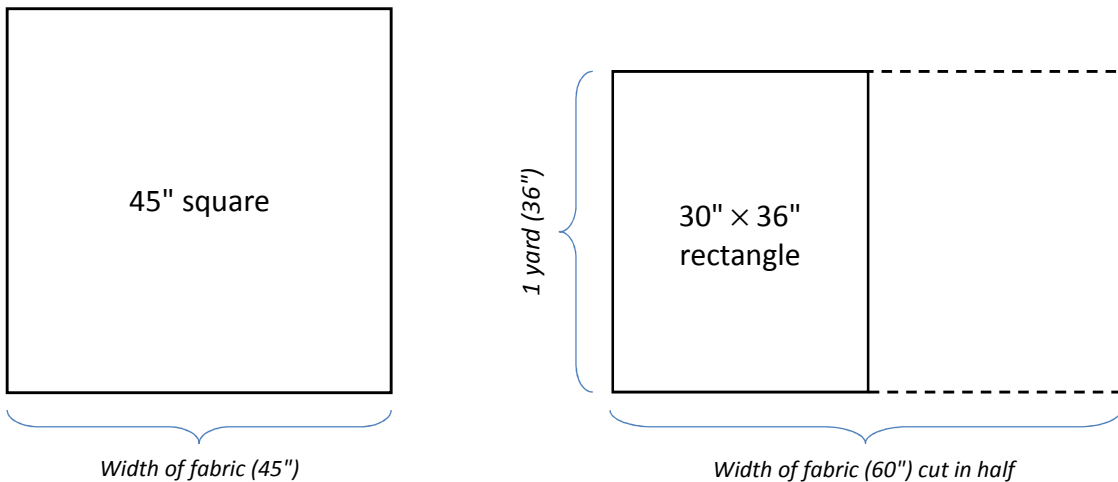 45" square
Width of fabric (45")
1 yard (36")
30" × 36"
rectangle
Width of fabric (60") cut in half